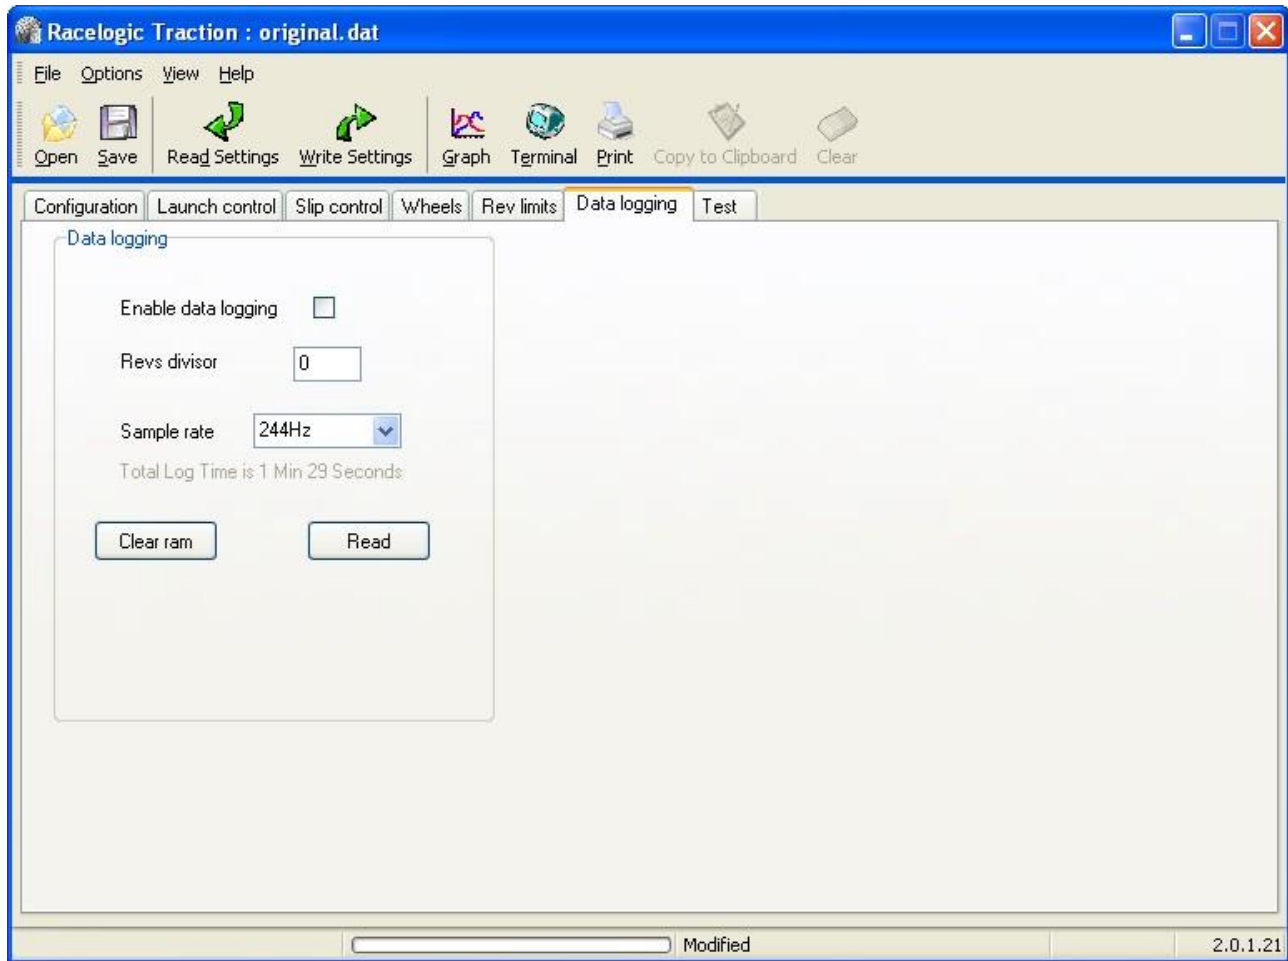 Racelogic Traction : original.dat
File Options View Help
Open Save Read Settings Write Settings Graph Terminal Print Copy to Clipboard Clear
Configuration Launch control Slip control Wheels Rev limits Data logging Test
Data logging
Enable data logging
Revs divisor 0
Sample rate 244Hz
Total Log Time is 1 Min 29 Seconds
Clear ram Read
Modified 2.0.1.21